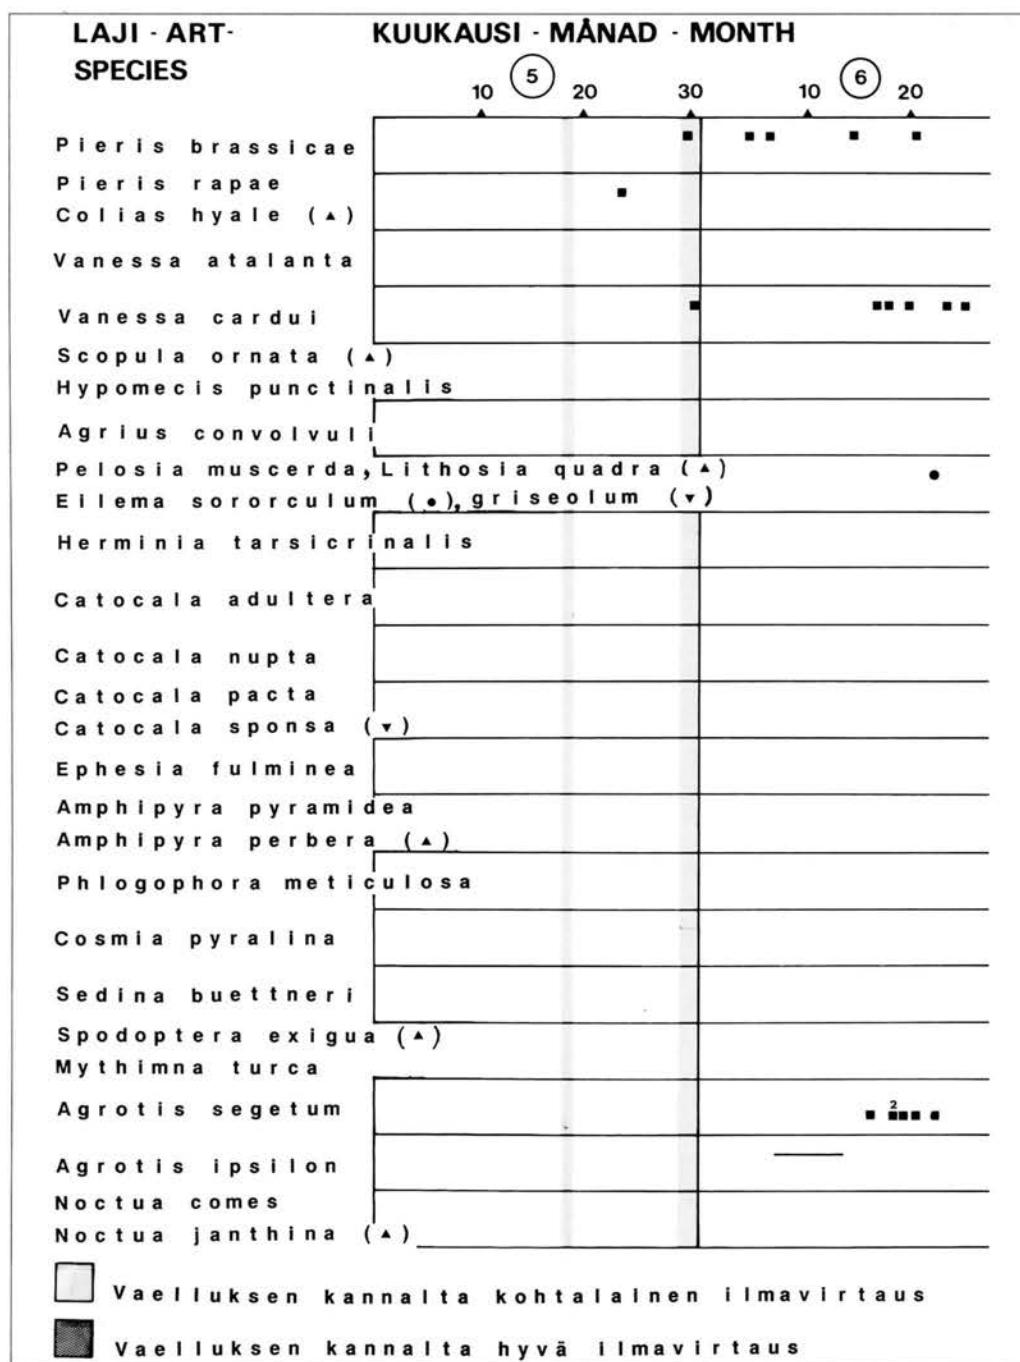 LAJI - ART- KUUKAUSI - MÅNAD - MONTH
SPECIES
5 6
10 20 30 10 20
Pieris brassicae
Pieris rapae
Colias hyale (▲)
Vanessa atalanta
Vanessa cardui
Scopula ornata (▲)
Hypomecis punctinalis
Agrius convolvuli
Pelosia muscerda, Lithosia quadra (▲)
Eilema sororculum (●), griseolum (▼)
Herminia tarsicrinalis
Catocala adultera
Catocala nupta
Catocala pacta
Catocala sponsa (▼)
Ephesia fulminea
Amphipyra pyramidea
Amphipyra perbera (▲)
Phlogophora meticulosa
Cosmia pyralina
Sedina buettneri
Spodoptera exigua (▲)
Mythimna turca
Agrotis segetum 2
Agrotis ipsilon
Noctua comes
Noctua janthina (▲)
Vaelluksen kannalta kohtalainen ilmavirtaus
Vaelluksen kannalta hyvä ilmavirtaus